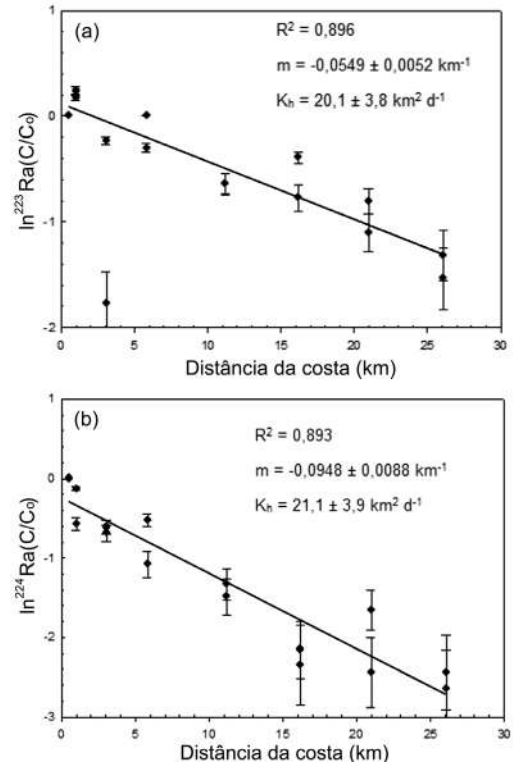 (a)
R² = 0,896
m = -0,0549 ± 0,0052 km⁻¹
Kₕ = 20,1 ± 3,8 km² d⁻¹
ln²²³Ra(C/C₀)
1
0
-1
-2
0 5 10 15 20 25 30
Distância da costa (km)
(b)
R² = 0,893
m = -0,0948 ± 0,0088 km⁻¹
Kₕ = 21,1 ± 3,9 km² d⁻¹
ln²²⁴Ra(C/C₀)
1
0
-1
-2
-3
0 5 10 15 20 25 30
Distância da costa (km)